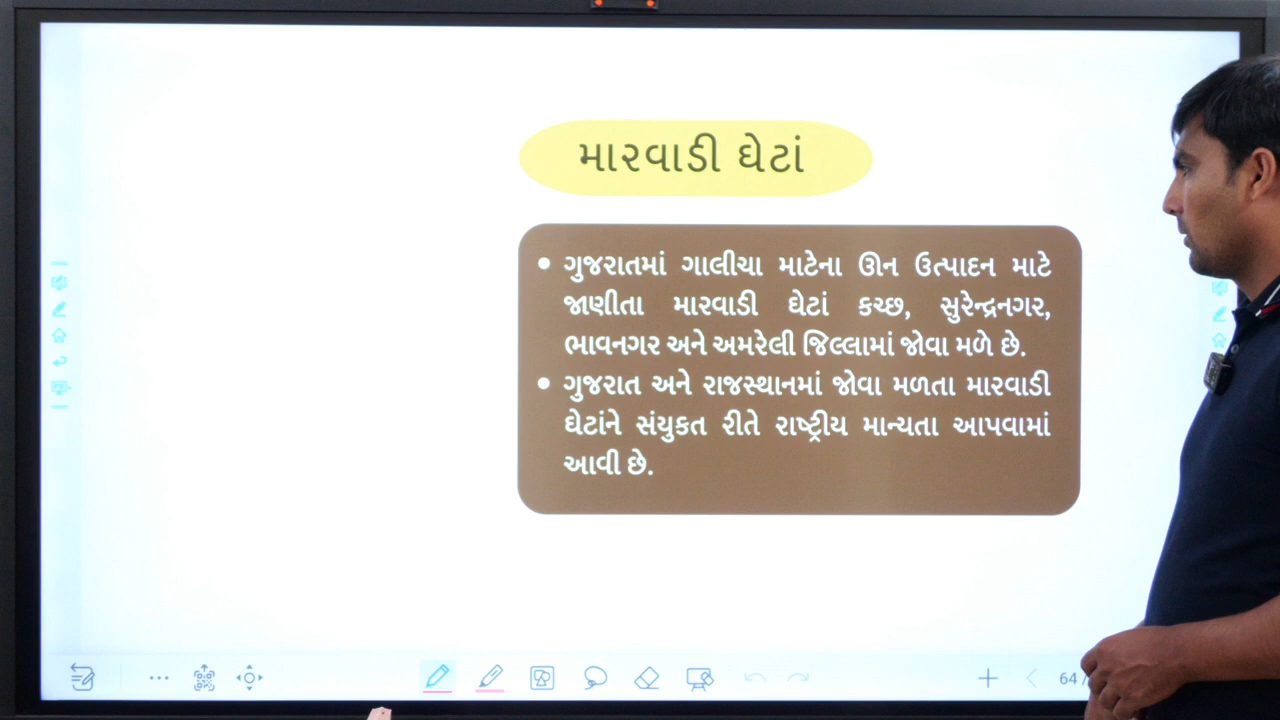 મારવાડી ઘેટાં
• ગુજરાતમાં ગાલીચા માટેના ઊન ઉત્પાદન માટે
જાણીતા મારવાડી ઘેટાં કચ્છ, સુરેન્દ્રનગર,
ભાવનગર અને અમરેલી જિલ્લામાં જોવા મળે છે.
• ગુજરાત અને રાજસ્થાનમાં જોવા મળતા મારવાડી
ઘેટાંને સંયુકત રીતે રાષ્ટ્રીય માન્યતા આપવામાં
આવી છે.
64 /